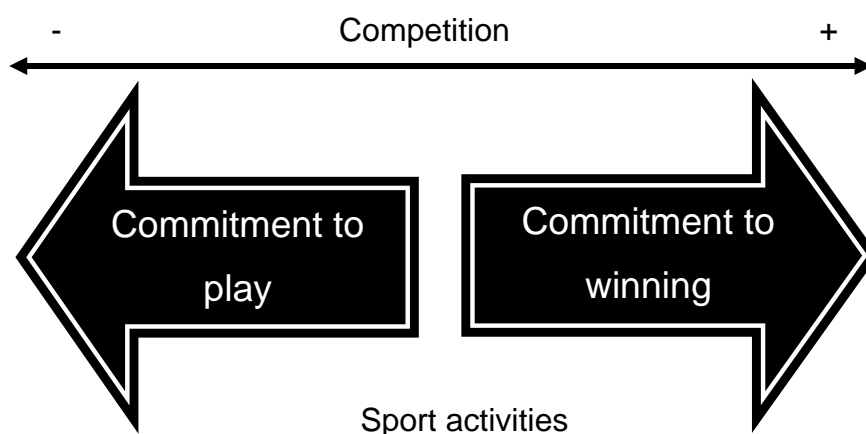 - Competition +
Commitment to
play
Commitment to
winning
Sport activities